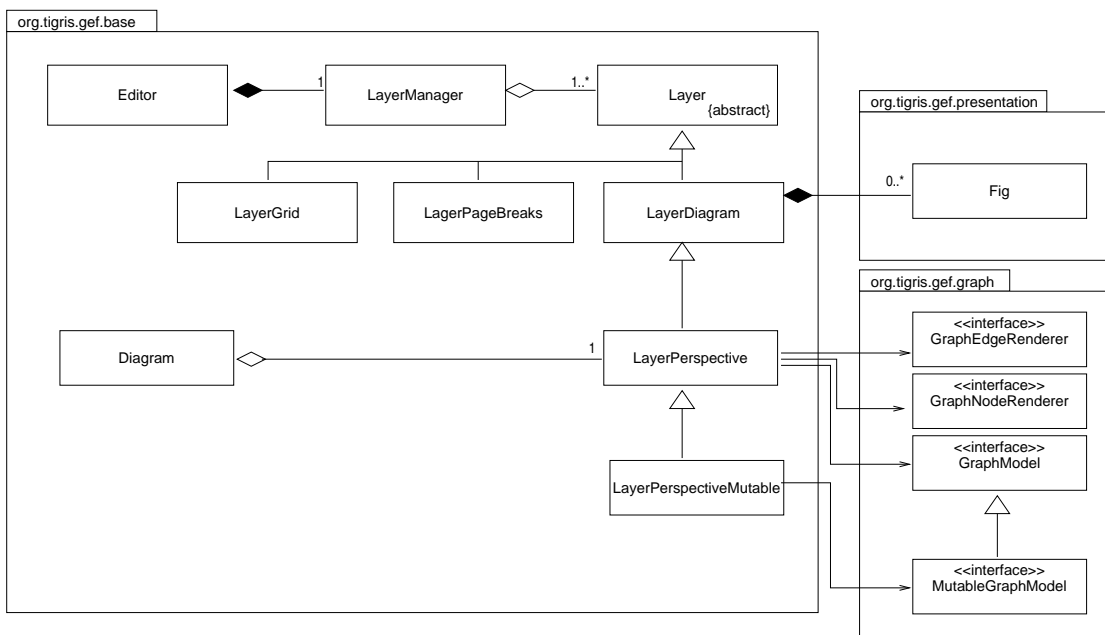 org.tigris.gef.base
Editor
1
LayerManager
1..*
Layer
{abstract}
org.tigris.gef.presentation
LayerGrid
LagerPageBreaks
LayerDiagram
0..*
Fig
org.tigris.gef.graph
Diagram
1
LayerPerspective
<<interface>>
GraphEdgeRenderer
<<interface>>
GraphNodeRenderer
<<interface>>
GraphModel
LayerPerspectiveMutable
<<interface>>
MutableGraphModel